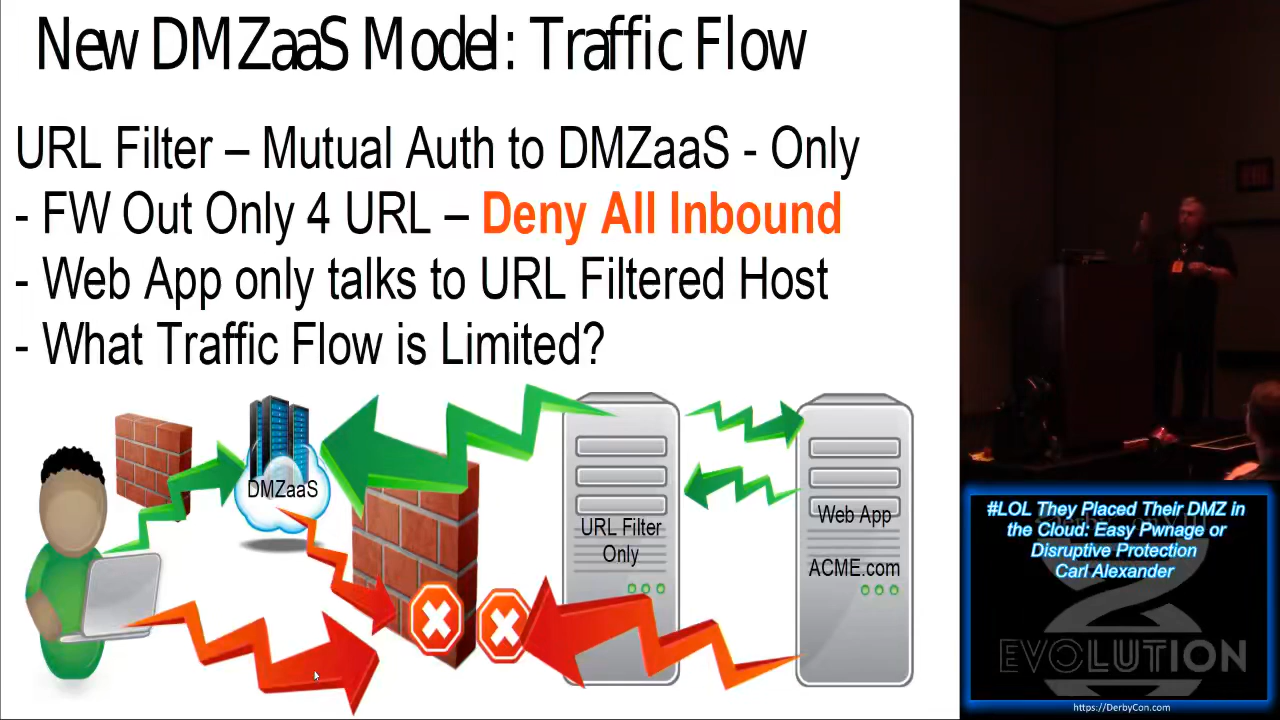 New DMZaaS Model: Traffic Flow
URL Filter – Mutual Auth to DMZaaS - Only
- FW Out Only 4 URL – Deny All Inbound
- Web App only talks to URL Filtered Host
- What Traffic Flow is Limited?
DMZaaS
URL Filter
Only
Web App
ACME.com
#LOL They Placed Their DMZ in
the Cloud: Easy Pwnage or
Disruptive Protection
Carl Alexander
EVOLUTION
https://DerbyCon.com